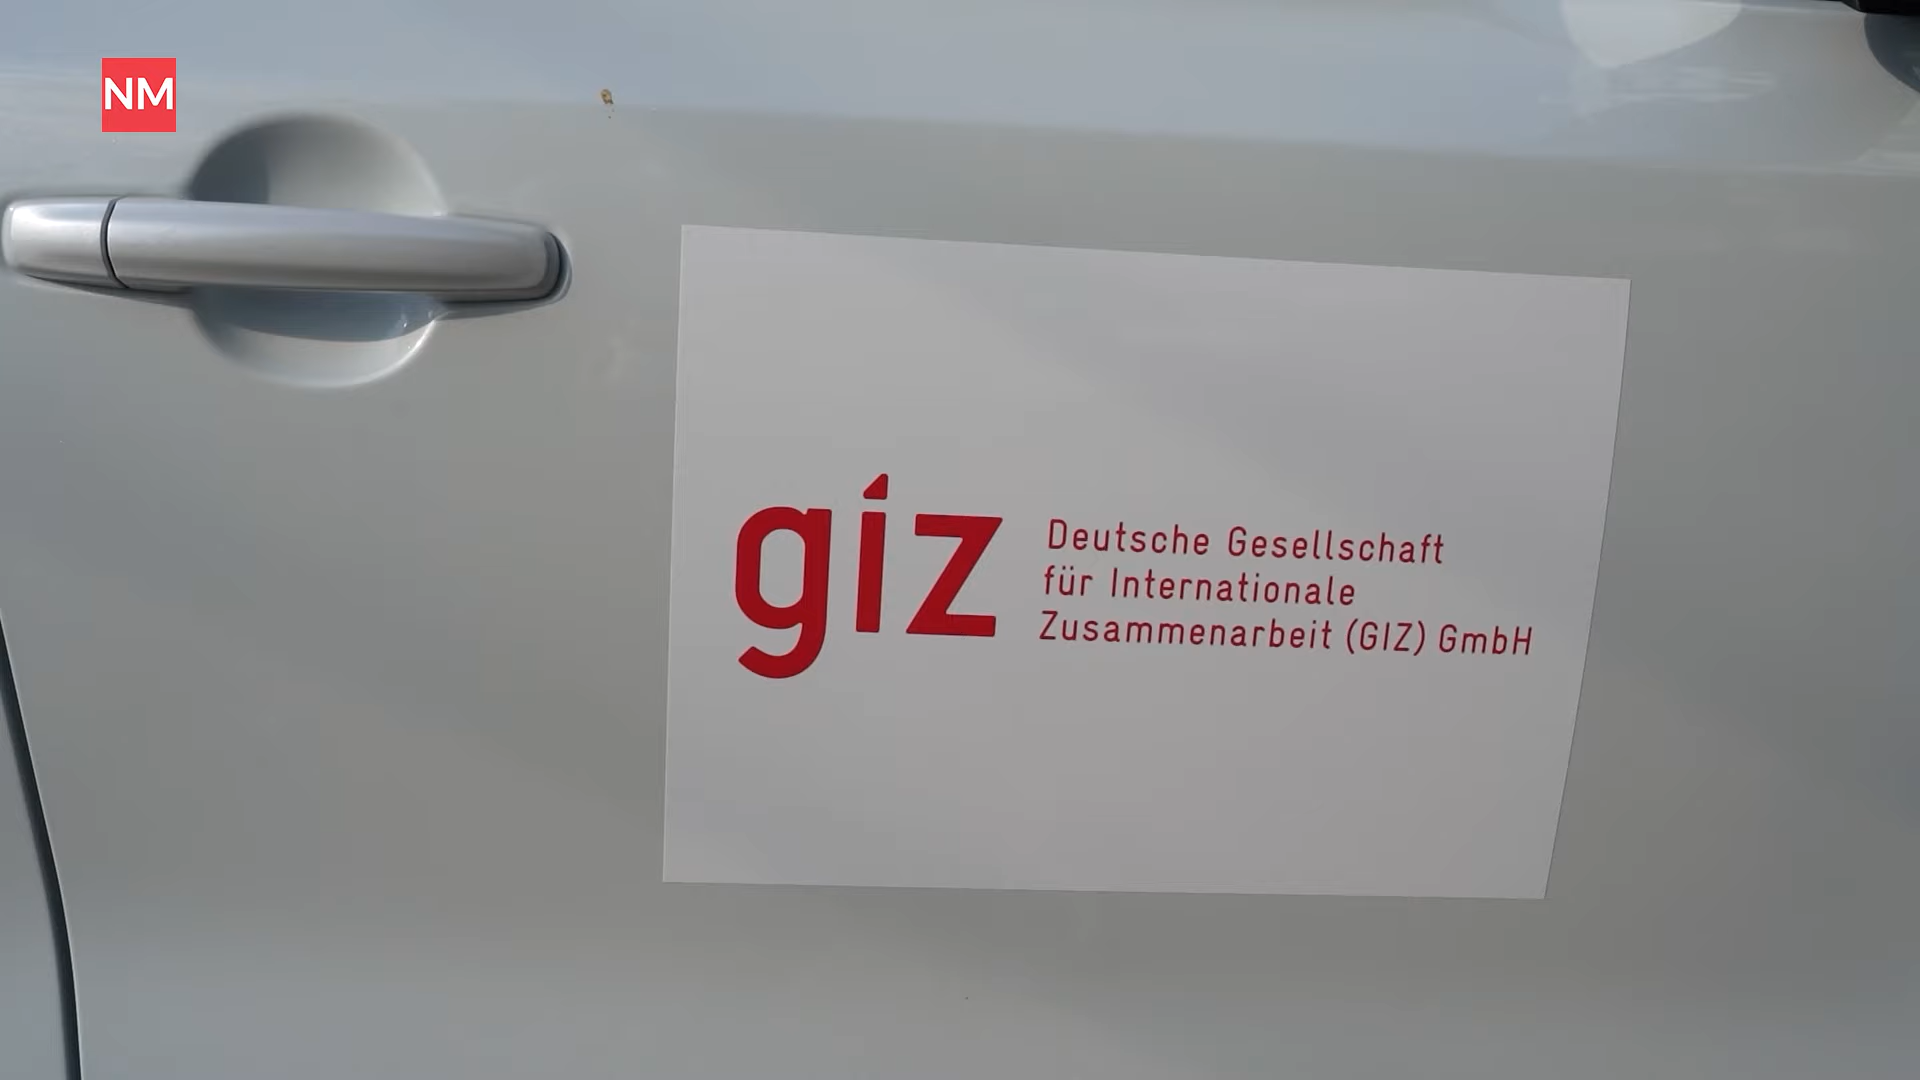 NM
giz
Deutsche Gesellschaft
für Internationale
Zusammenarbeit (GIZ) GmbH